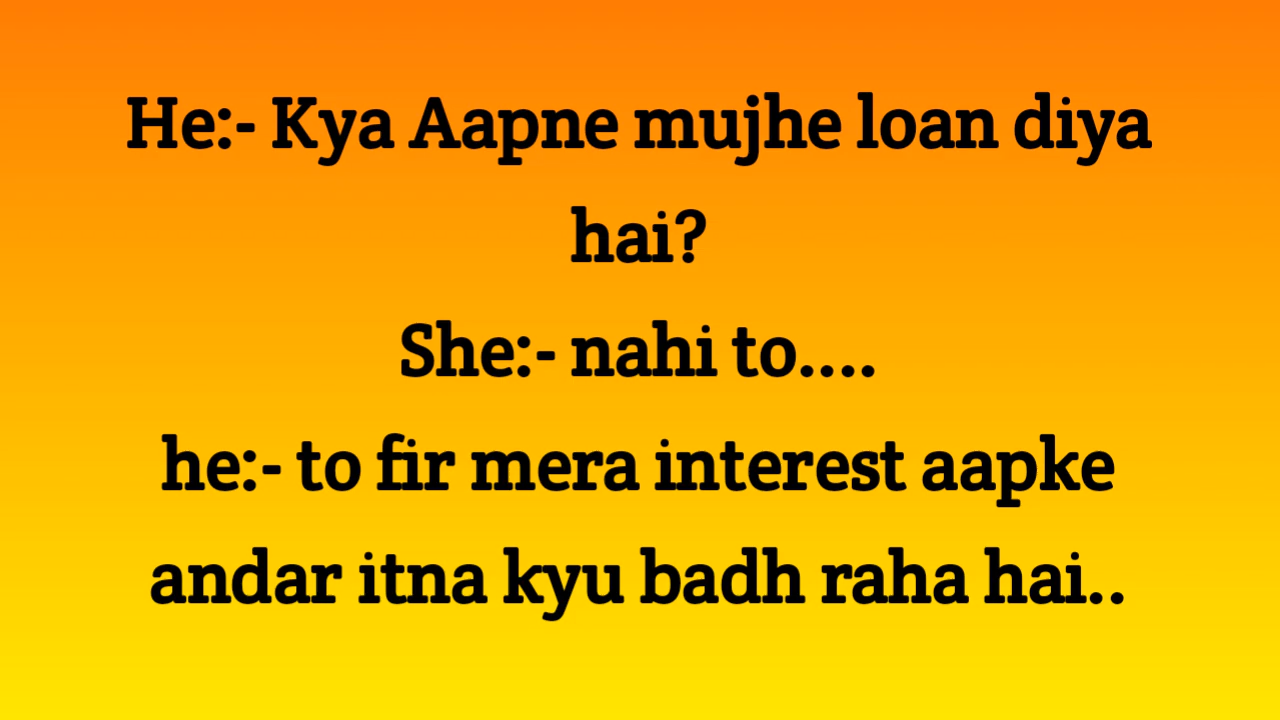 He:- Kya Aapne mujhe loan diya
hai?
She:- nahi to....
he:- to fir mera interest aapke
andar itna kyu badh raha hai..